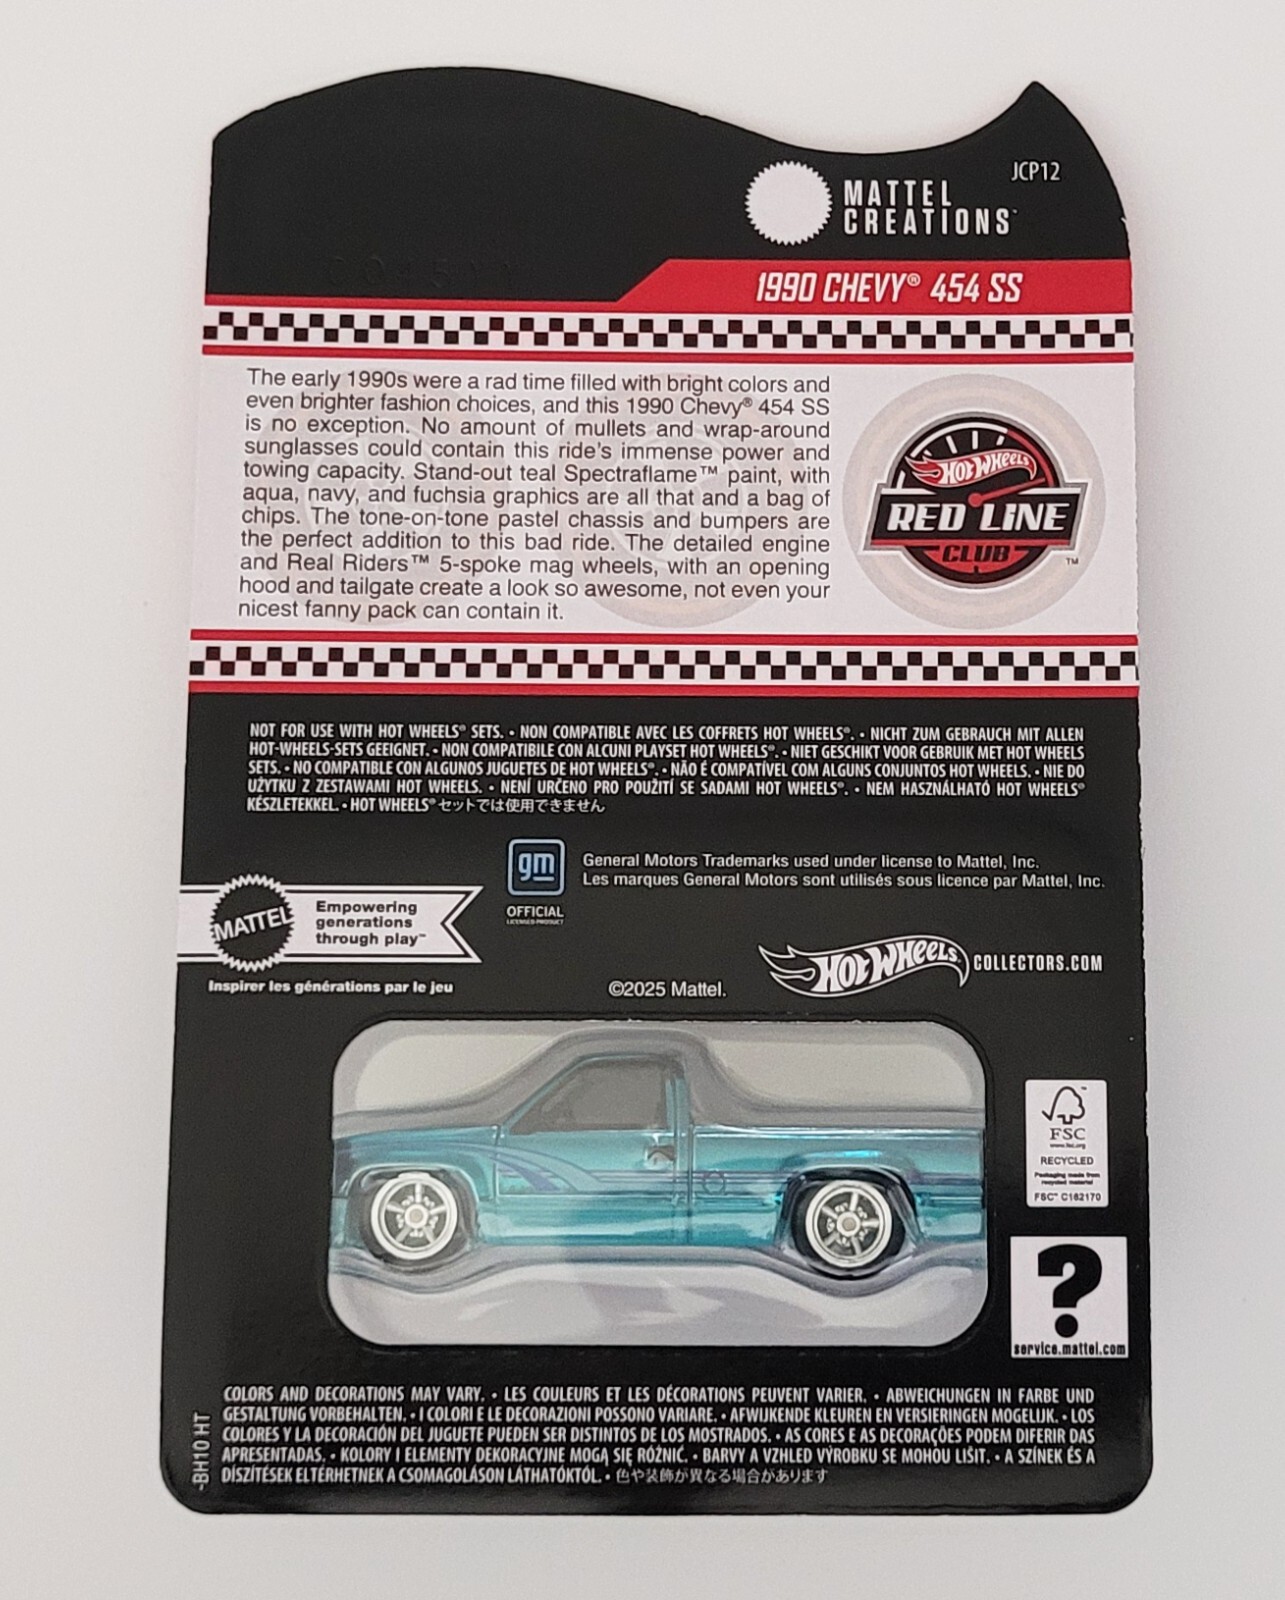 JCP12
MATTEL
CREATIONS™
1990 CHEVY® 454 SS
The early 1990s were a rad time filled with bright colors and
even brighter fashion choices, and this 1990 Chevy® 454 SS
is no exception. No amount of mullets and wrap-around
sunglasses could contain this ride's immense power and
towing capacity. Stand-out teal Spectraflame™ paint, with
aqua, navy, and fuchsia graphics are all that and a bag of
chips. The tone-on-tone pastel chassis and bumpers are
the perfect addition to this bad ride. The detailed engine
and Real Riders™ 5-spoke mag wheels, with an opening
hood and tailgate create a look so awesome, not even your
nicest fanny pack can contain it.
HOT WHEELS
RED LINE
CLUB™
NOT FOR USE WITH HOT WHEELS® SETS. • NON COMPATIBLE AVEC LES COFFRETS HOT WHEELS®. • NICHT ZUM GEBRAUCH MIT ALLEN
HOT-WHEELS-SETS GEEIGNET. • NON COMPATIBILE CON ALCUNI PLAYSET HOT WHEELS®. • NIET GESCHIKT VOOR GEBRUIK MET HOT WHEELS
SETS. • NO COMPATIBLE CON ALGUNOS JUGUETES DE HOT WHEELS®. • NÃO É COMPATÍVEL COM ALGUNS CONJUNTOS HOT WHEELS. • NIE DO
UŻYTKU Z ZESTAWAMI HOT WHEELS. • NENÍ URČENO PRO POUŽITÍ SE SADAMI HOT WHEELS®. • NEM HASZNÁLHATÓ HOT WHEELS®
KÉSZLETEKKEL. • HOT WHEELS® セットでは使用できません
gm
OFFICIAL
LICENSED PRODUCT
General Motors Trademarks used under license to Mattel, Inc.
Les marques General Motors sont utilisés sous licence par Mattel, Inc.
MATTEL
Empowering
generations
through play™
Inspirer les générations par le jeu
©2025 Mattel.
HOT WHEELS COLLECTORS.COM
FSC™
www.fsc.org
RECYCLED
Packaging made from
recycled material
FSC™ C162170
?
service.mattel.com
COLORS AND DECORATIONS MAY VARY. • LES COULEURS ET LES DÉCORATIONS PEUVENT VARIER. • ABWEICHUNGEN IN FARBE UND
GESTALTUNG VORBEHALTEN. • I COLORI E LE DECORAZIONI POSSONO VARIARE. • AFWIJKENDE KLEUREN EN VERSIERINGEN MOGELIJK. • LOS
COLORES Y LA DECORACIÓN DEL JUGUETE PUEDEN SER DISTINTOS DE LOS MOSTRADOS. • AS CORES E AS DECORAÇÕES PODEM DIFERIR DAS
APRESENTADAS. • KOLORY I ELEMENTY DEKORACYJNE MOGĄ SIĘ RÓŻNIĆ. • BARVY A VZHLED VÝROBKU SE MOHOU LIŠIT. • A SZÍNEK ÉS A
DÍSZÍTÉSEK ELTÉRHETNEK A CSOMAGOLÁSON LÁTHATÓKTÓL. • 色や装飾が異なる場合があります
-BH10 HT